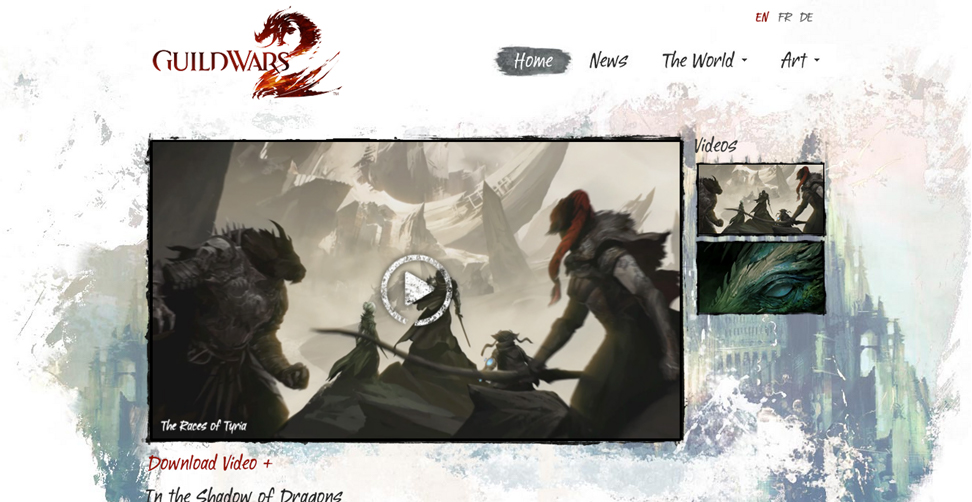 EN FR DE
GUILDWARS 2
Home News The World Art
Videos
The Races of Tyria
Download Video +
In the Shadow of Dragons